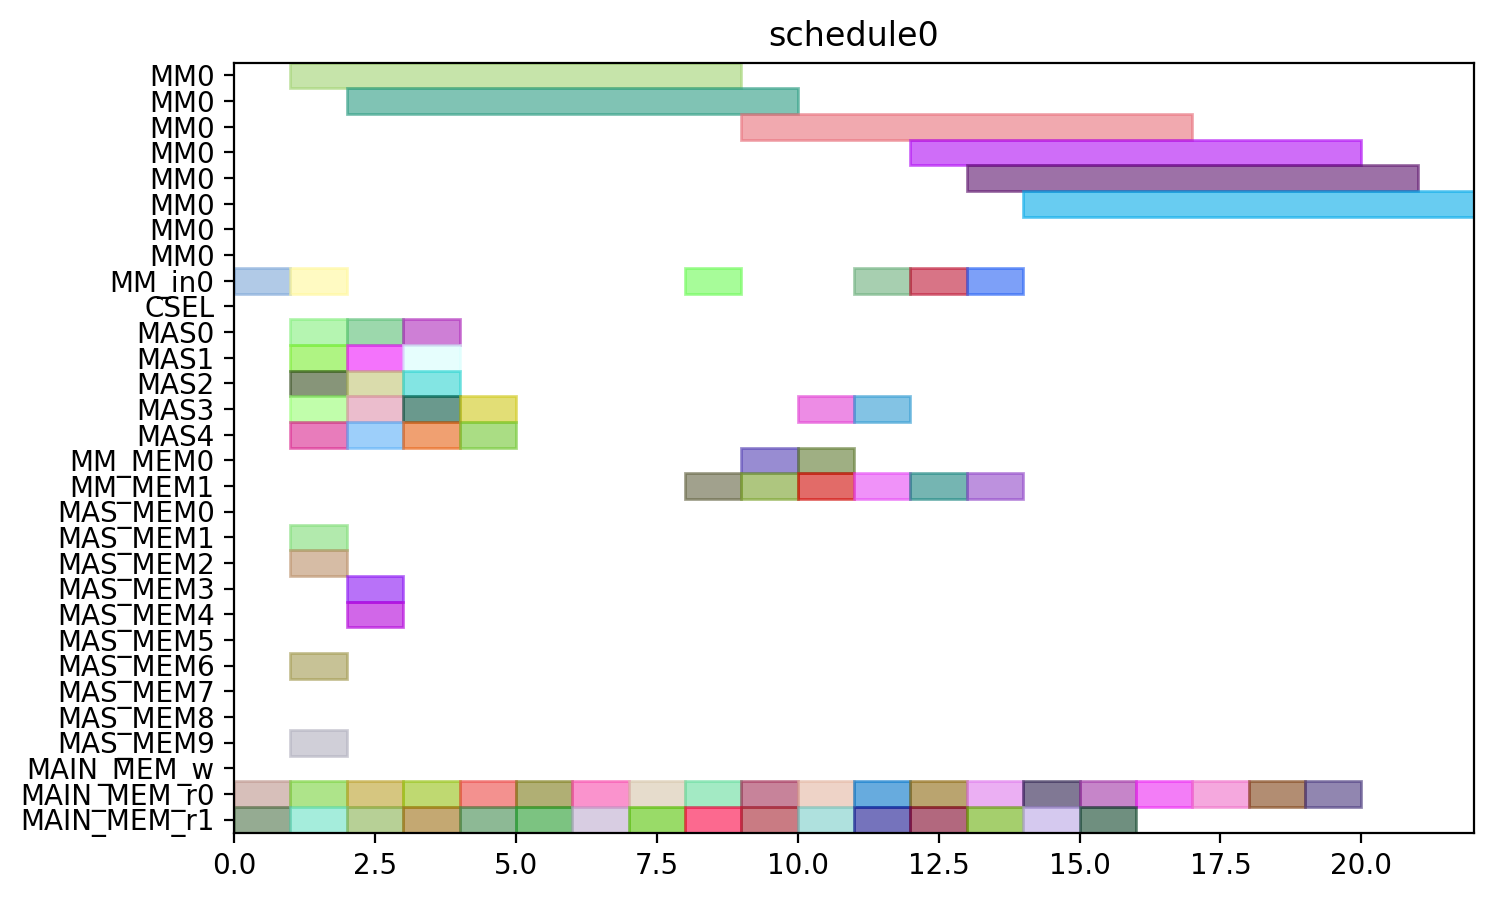 schedule0
MM0
MM0
MM0
MM0
MM0
MM0
MM0
MM0
MM_in0
CSEL
MAS0
MAS1
MAS2
MAS3
MAS4
MM_MEM0
MM_MEM1
MAS_MEM0
MAS_MEM1
MAS_MEM2
MAS_MEM3
MAS_MEM4
MAS_MEM5
MAS_MEM6
MAS_MEM7
MAS_MEM8
MAS_MEM9
MAIN_MEM_w
MAIN_MEM_r0
MAIN_MEM_r1
0.0 2.5 5.0 7.5 10.0 12.5 15.0 17.5 20.0